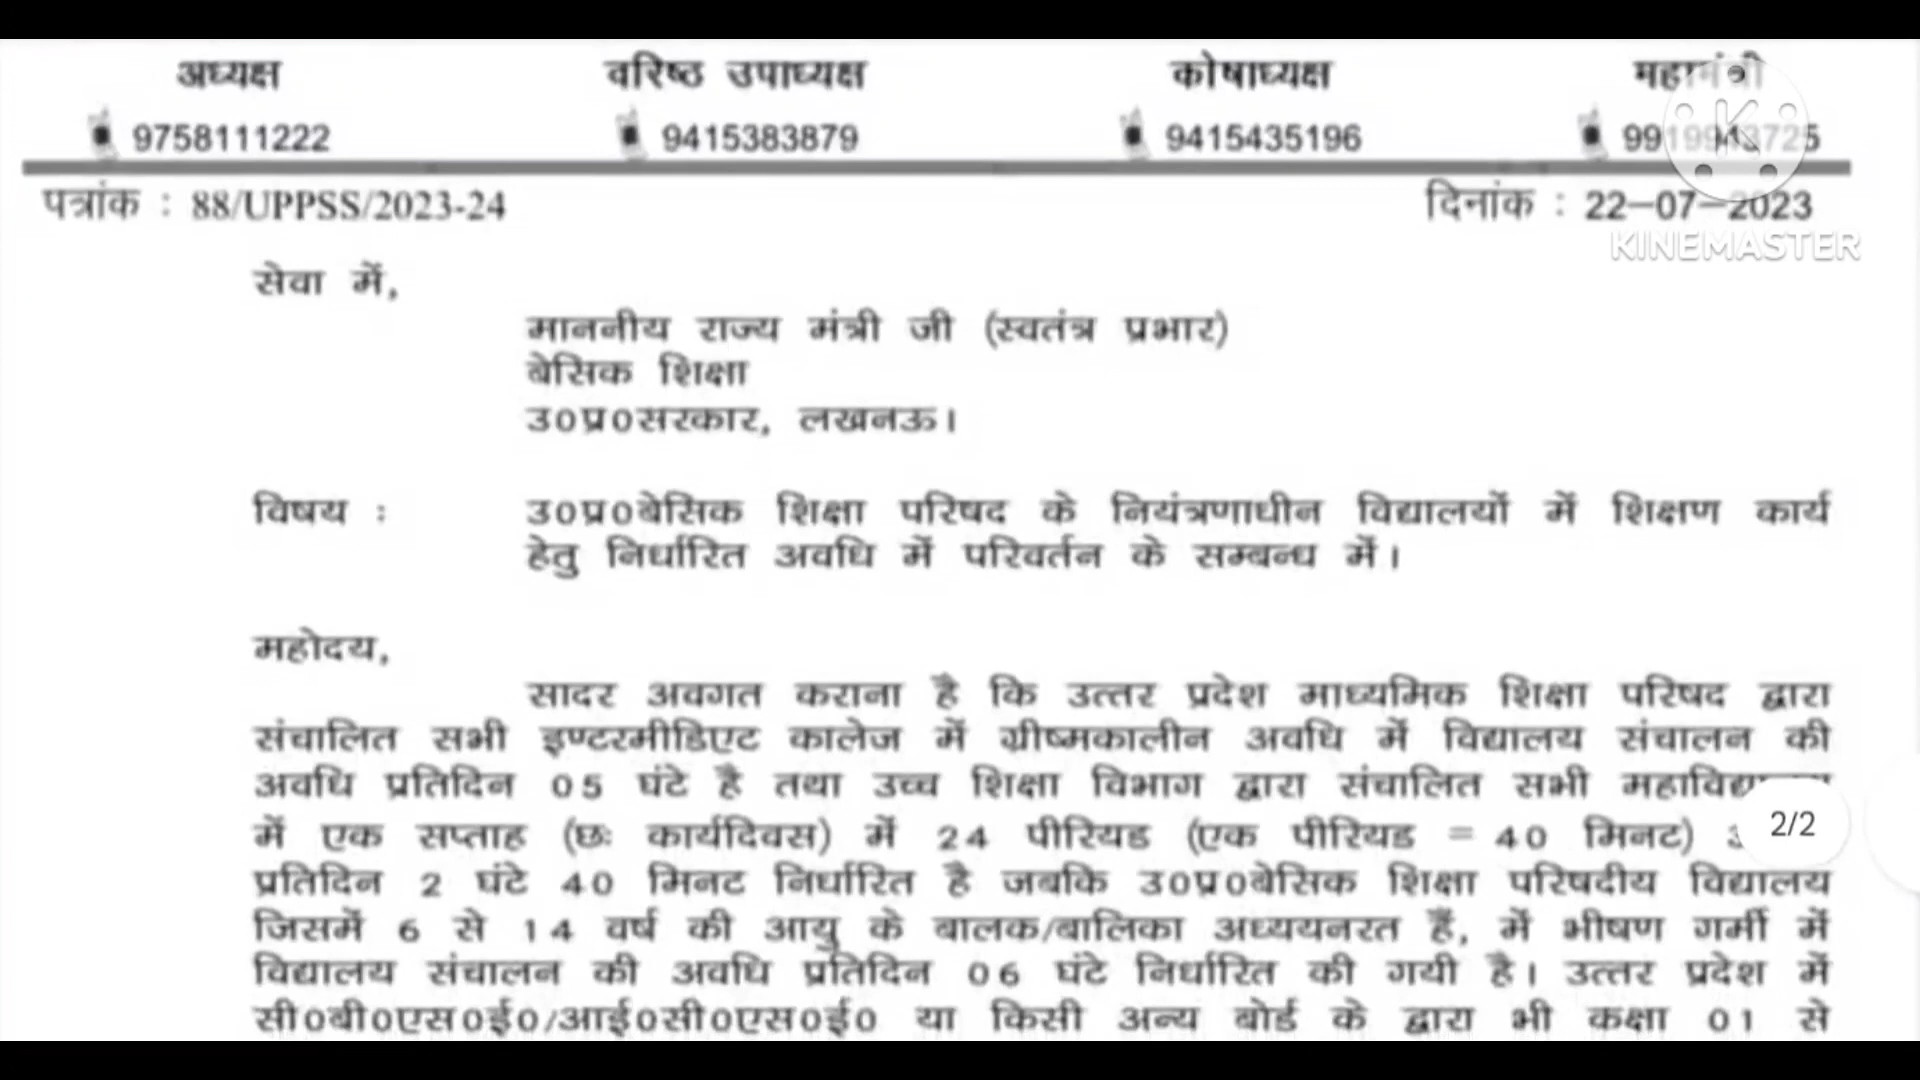 अध्यक्ष वरिष्ठ उपाध्यक्ष कोषाध्यक्ष महामंत्री
9758111222 9415383879 9415435196 9919943725
पत्रांक : 88/UPPSS/2023-24 दिनांक : 22-07-2023
KINEMASTER
सेवा में,
माननीय राज्य मंत्री जी (स्वतंत्र प्रभार)
बेसिक शिक्षा
उ0प्र0सरकार, लखनऊ।
विषय : उ0प्र0बेसिक शिक्षा परिषद के नियंत्रणाधीन विद्यालयों में शिक्षण कार्य
हेतु निर्धारित अवधि में परिवर्तन के सम्बन्ध में।
महोदय,
सादर अवगत कराना है कि उत्तर प्रदेश माध्यमिक शिक्षा परिषद द्वारा
संचालित सभी इण्टरमीडिएट कालेज में ग्रीष्मकालीन अवधि में विद्यालय संचालन की
अवधि प्रतिदिन 05 घंटे है तथा उच्च शिक्षा विभाग द्वारा संचालित सभी
में एक सप्ताह (छः कार्यदिवस) में 24 पीरियड (एक पीरियड = 40 मिनट)
2/2
प्रतिदिन 2 घंटे 40 मिनट निर्धारित है जबकि उ0प्र0बेसिक शिक्षा परिषदीय विद्यालय
जिसमें 6 से 14 वर्ष की आयु के बालक/बालिका अध्ययनरत हैं, में भीषण गर्मी में
विद्यालय संचालन की अवधि प्रतिदिन 06 घंटे निर्धारित की गयी है। उत्तर प्रदेश में
सी0बी0एस0ई0/आई0सी0एस0ई0 या किसी अन्य बोर्ड के द्वारा भी कक्षा 01 से